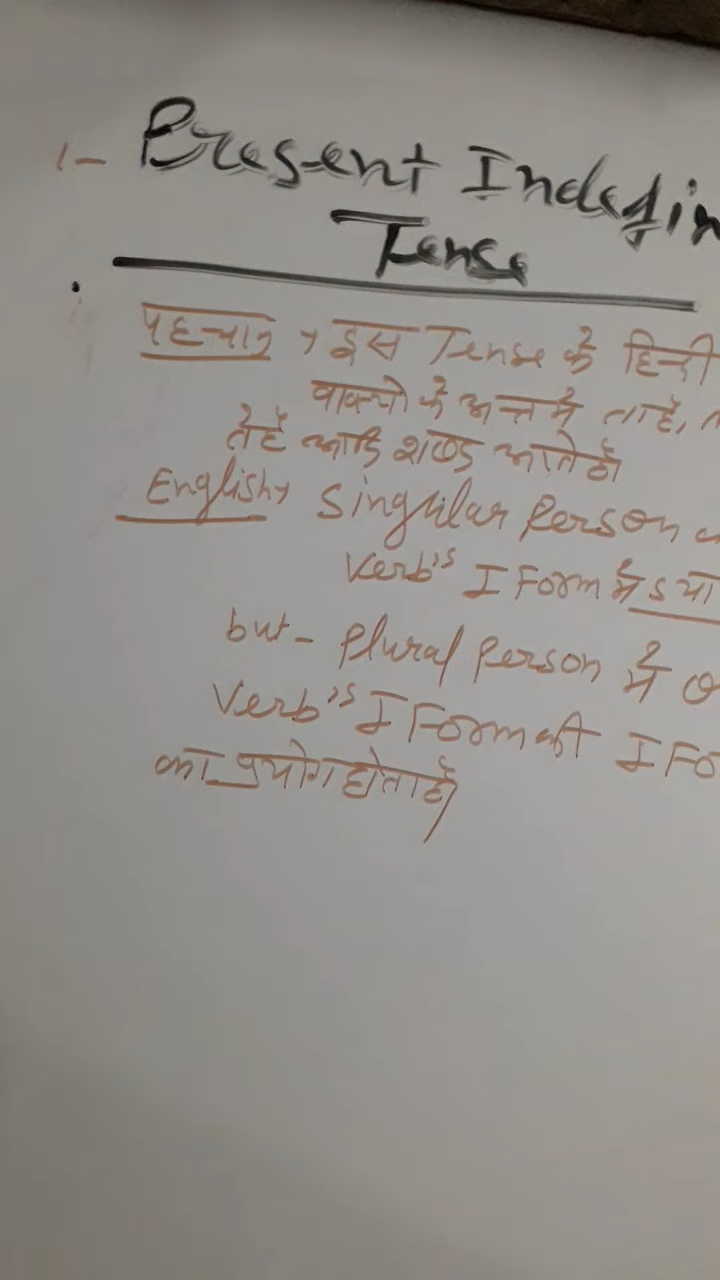 1- Present Indefin
Tense
पहचान → इस Tense के हिन्दी
वाक्यो के अन्त मे ता है,
ते हैं आदि शब्द आते है।
English → Singular Person
Verb's I Form में s या
but - Plural Person में
Verb's I Form की I Fo
का प्रयोग होता है।